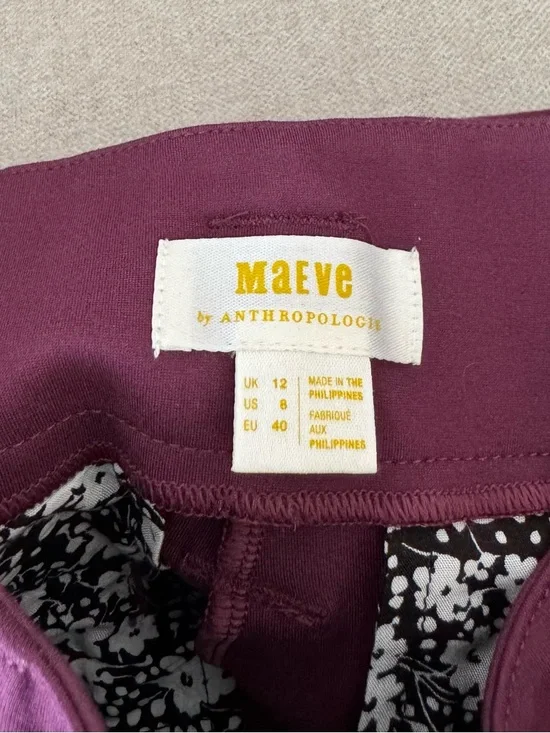 MaEve
by ANTHROPOLOGIE
UK 12
US 8
EU 40
MADE IN THE
PHILIPPINES
FABRIQUÉ
AUX
PHILIPPINES